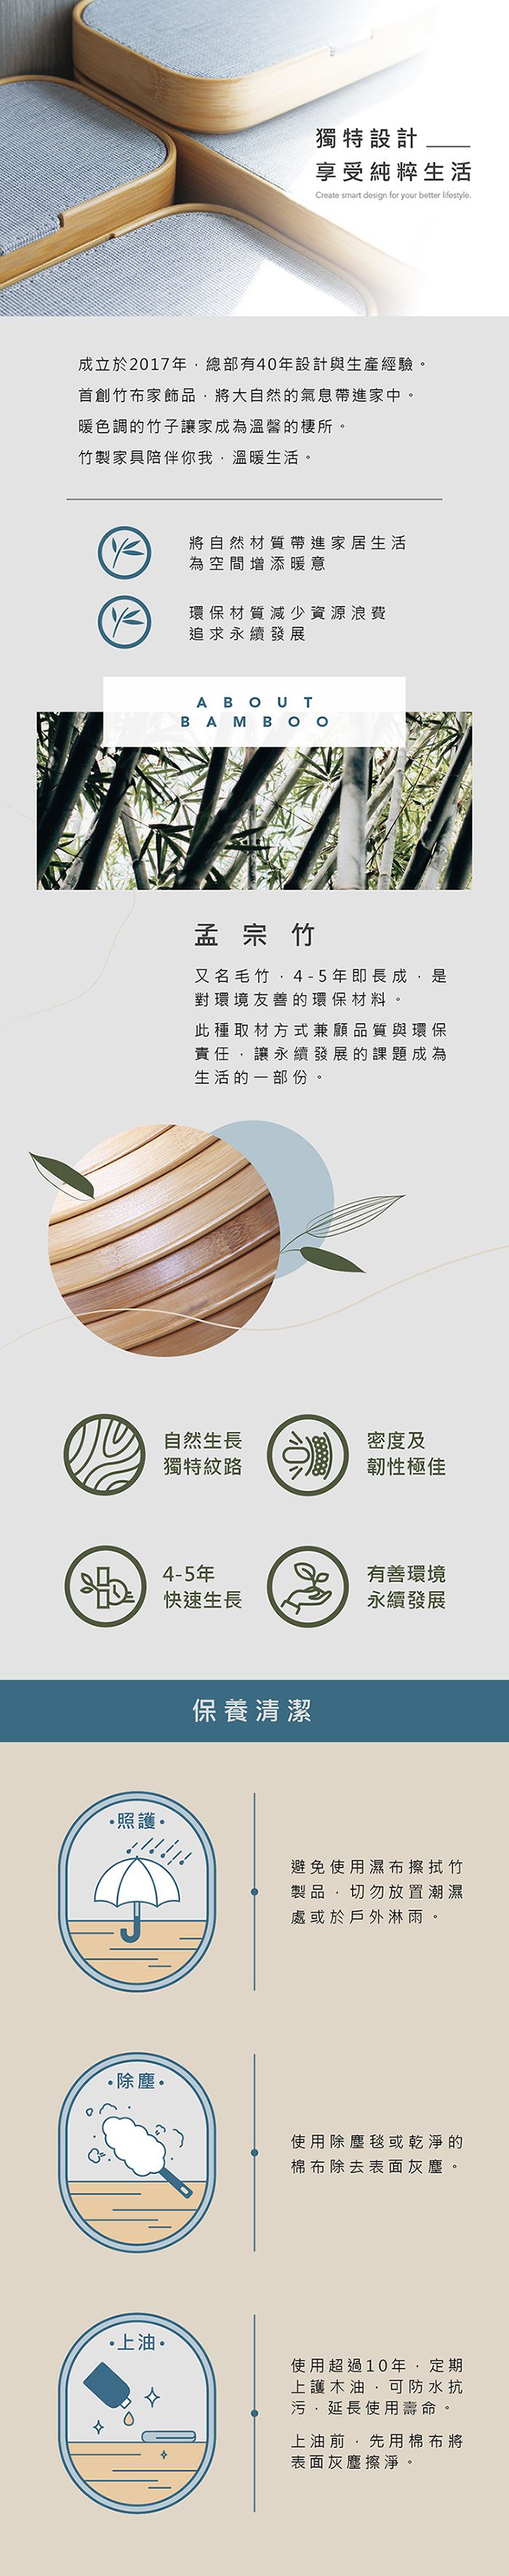 獨特設計
享受純粹生活
Create smart design for your better lifestyle.
成立於2017年，總部有40年設計與生產經驗。
首創竹布家飾品，將大自然的氣息帶進家中。
暖色調的竹子讓家成為溫馨的棲所。
竹製家具陪伴你我，溫暖生活。
將自然材質帶進家居生活
為空間增添暖意
環保材質減少資源浪費
追求永續發展
ABOUT
BAMBOO
孟宗竹
又名毛竹，4-5年即長成，是
對環境友善的環保材料。
此種取材方式兼顧品質與環保
責任，讓永續發展的課題成為
生活的一部份。
自然生長
獨特紋路
密度及
韌性極佳
4-5年
快速生長
有善環境
永續發展
保養清潔
·照護·
避免使用濕布擦拭竹
製品，切勿放置潮濕
處或於戶外淋雨。
·除塵·
使用除塵毯或乾淨的
棉布除去表面灰塵。
·上油·
使用超過10年，定期
上護木油，可防水抗
污，延長使用壽命。
上油前，先用棉布將
表面灰塵擦淨。